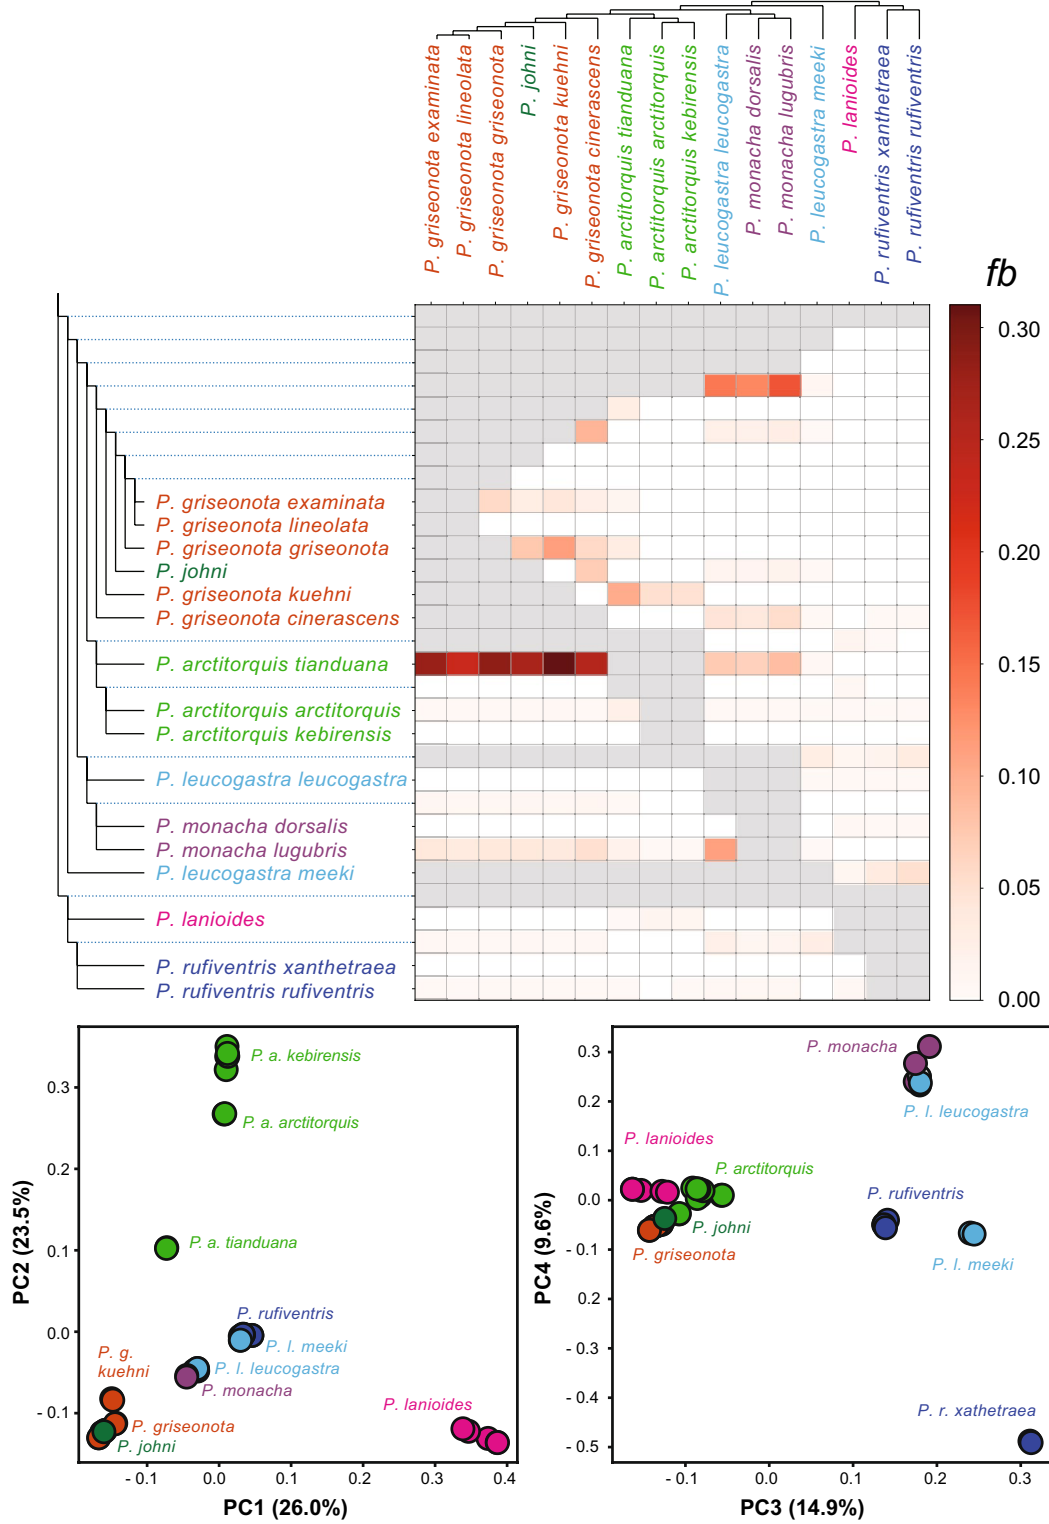 P. griseonota examinata
P. griseonota lineolata
P. griseonota griseonota
P. johni
P. griseonota kuehni
P. griseonota cinerascens
P. arctitorquis tianduana
P. arctitorquis arctitorquis
P. arctitorquis kebirensis
P. leucogastra leucogastra
P. monacha dorsalis
P. monacha lugubris
P. leucogastra meeki
P. lanioides
P. rufiventris xanthetraea
P. rufiventris rufiventris
fb
0.30
0.25
0.20
0.15
0.10
0.05
0.00
P. griseonota examinata
P. griseonota lineolata
P. griseonota griseonota
P. johni
P. griseonota kuehni
P. griseonota cinerascens
P. arctitorquis tianduana
P. arctitorquis arctitorquis
P. arctitorquis kebirensis
P. leucogastra leucogastra
P. monacha dorsalis
P. monacha lugubris
P. leucogastra meeki
P. lanioides
P. rufiventris xanthetraea
P. rufiventris rufiventris
PC2 (23.5%)
0.3
0.2
0.1
0.0
- 0.1
P. a. kebirensis
P. a. arctitorquis
P. a. tianduana
P. rufiventris
P. l. meeki
P. l. leucogastra
P. monacha
P. g.
kuehni
P. griseonota
P. johni
P. lanioides
- 0.1
0.0
0.1
0.2
0.3
0.4
PC1 (26.0%)
PC4 (9.6%)
0.3
0.2
0.1
0.0
- 0.1
0.2
- 0.3
- 0.4
- 0.5
P. monacha
P. l. leucogastra
P. lanioides
P. arctitorquis
P. rufiventris
P. johni
P. griseonota
P. l. meeki
P. r. xathetraea
- 0.1
0.0
0.1
0.2
0.3
PC3 (14.9%)